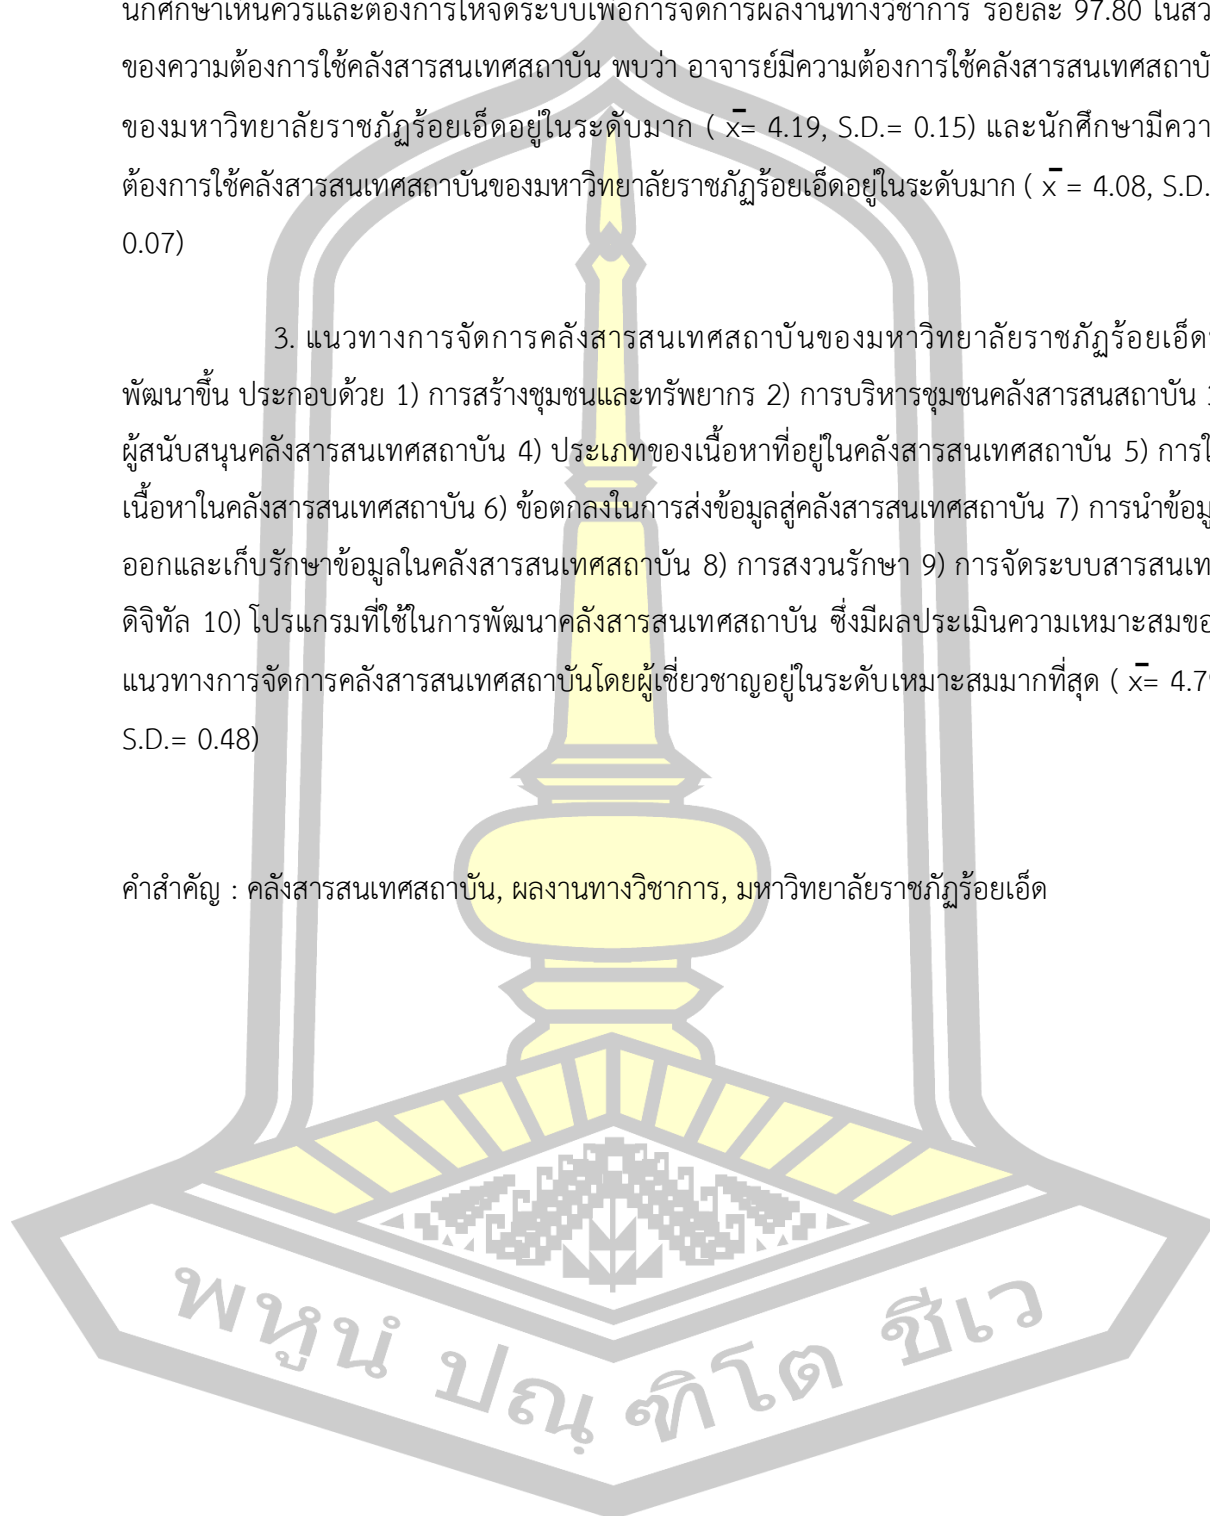 นักศึกษาเห็นควรและต้องการให้จัดระบบเพื่อการจัดการผลงานทางวิชาการ ร้อยละ 97.80 ในส่ว
ของความต้องการใช้คลังสารสนเทศสถาบัน พบว่า อาจารย์มีความต้องการใช้คลังสารสนเทศสถาบั
ของมหาวิทยาลัยราชภัฏร้อยเอ็ดอยู่ในระดับมาก ( x̄= 4.19, S.D.= 0.15) และนักศึกษามีควา
ต้องการใช้คลังสารสนเทศสถาบันของมหาวิทยาลัยราชภัฏร้อยเอ็ดอยู่ในระดับมาก ( x̄ = 4.08, S.D.
0.07)
3. แนวทางการจัดการคลังสารสนเทศสถาบันของมหาวิทยาลัยราชภัฏร้อยเอ็ด
พัฒนาขึ้น ประกอบด้วย 1) การสร้างชุมชนและทรัพยากร 2) การบริหารชุมชนคลังสารสนสถาบัน
ผู้สนับสนุนคลังสารสนเทศสถาบัน 4) ประเภทของเนื้อหาที่อยู่ในคลังสารสนเทศสถาบัน 5) การใ
เนื้อหาในคลังสารสนเทศสถาบัน 6) ข้อตกลงในการส่งข้อมูลสู่คลังสารสนเทศสถาบัน 7) การนำข้อมู
ออกและเก็บรักษาข้อมูลในคลังสารสนเทศสถาบัน 8) การสงวนรักษา 9) การจัดระบบสารสนเท
ดิจิทัล 10) โปรแกรมที่ใช้ในการพัฒนาคลังสารสนเทศสถาบัน ซึ่งมีผลประเมินความเหมาะสมขอ
แนวทางการจัดการคลังสารสนเทศสถาบันโดยผู้เชี่ยวชาญอยู่ในระดับเหมาะสมมากที่สุด ( x̄= 4.79
S.D.= 0.48)
คำสำคัญ : คลังสารสนเทศสถาบัน, ผลงานทางวิชาการ, มหาวิทยาลัยราชภัฏร้อยเอ็ด
พหูนํ ปณฺฑิโต ชีเว